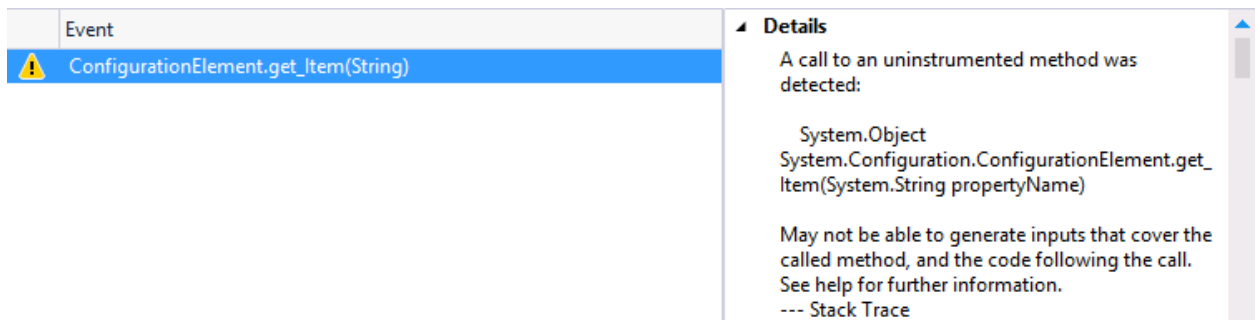 Event
ConfigurationElement.get_Item(String)
Details
A call to an uninstrumented method was
detected:
System.Object
System.Configuration.ConfigurationElement.get_
Item(System.String propertyName)
May not be able to generate inputs that cover the
called method, and the code following the call.
See help for further information.
--- Stack Trace